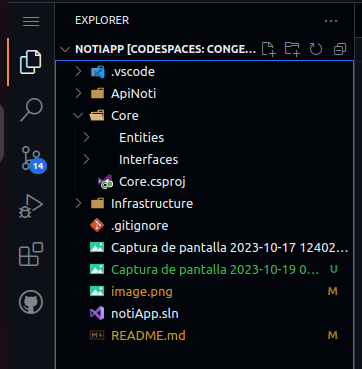 EXPLORER
NOTIAPP [CODESPACES: CONGE...
.vscode
ApiNoti
Core
Entities
Interfaces
Core.csproj
Infrastructure
.gitignore
Captura de pantalla 2023-10-17 12402...
Captura de pantalla 2023-10-19 0... U
image.png M
notiApp.sln
README.md M
14